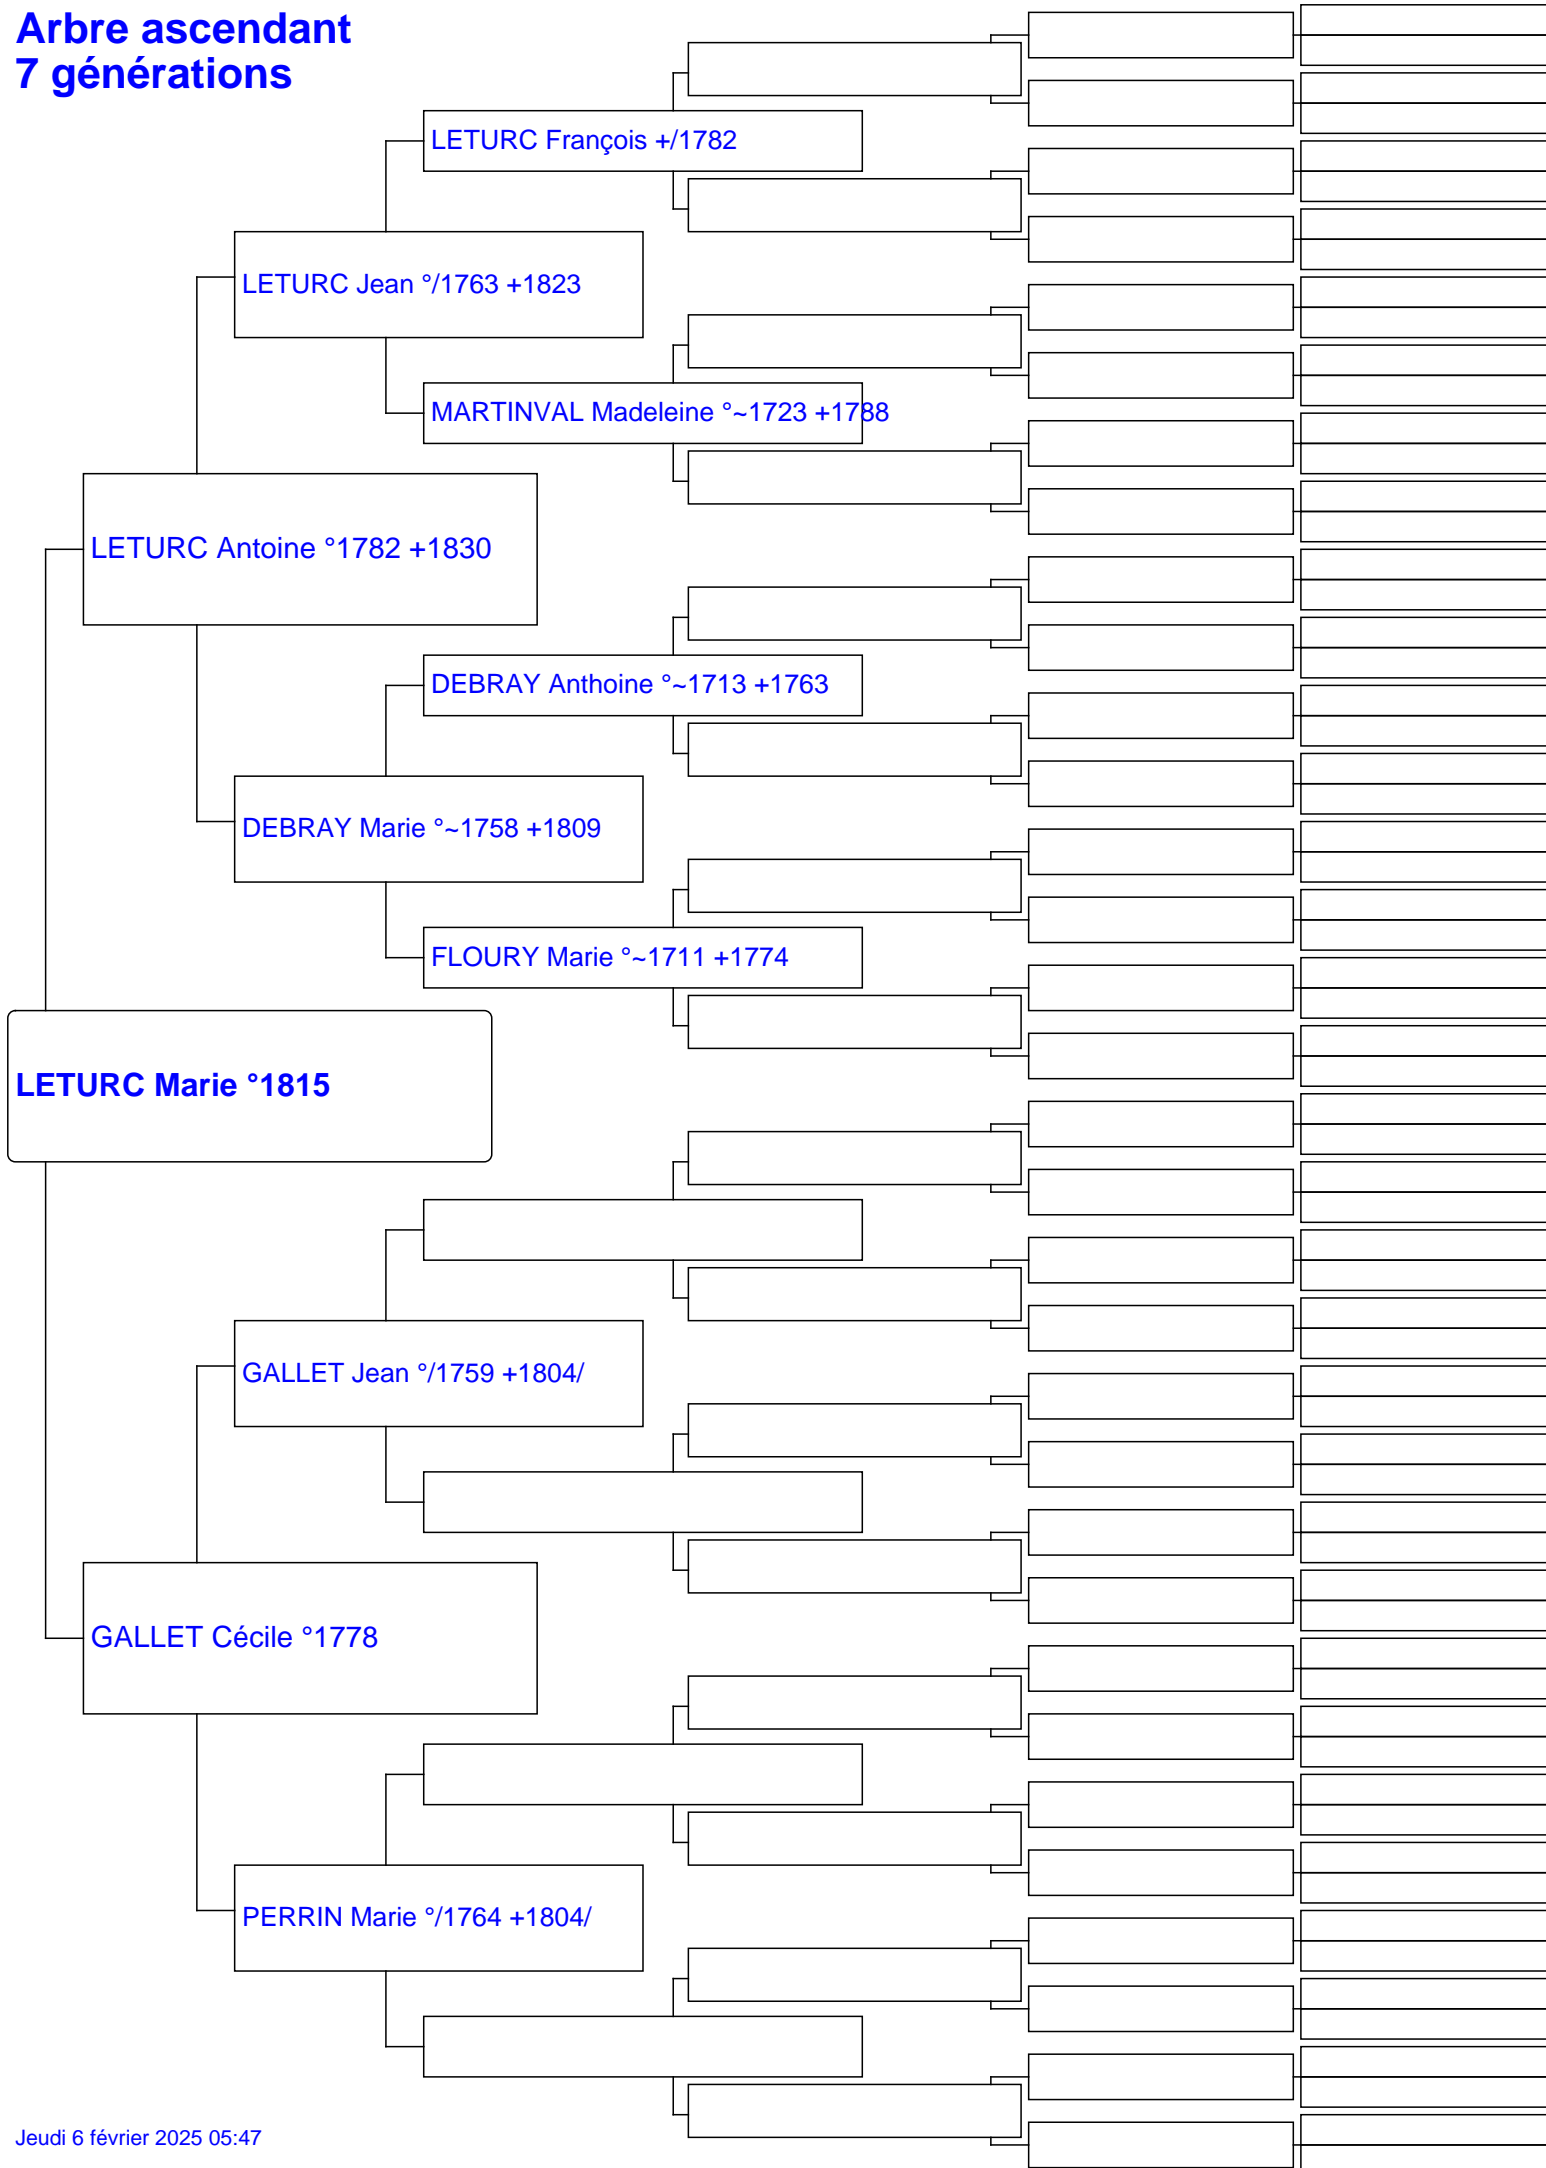 Arbre ascendant
7 générations
LETURC François +/1782
LETURC Jean °/1763 +1823
MARTINVAL Madeleine °~1723 +1788
LETURC Antoine °1782 +1830
DEBRAY Anthoine °~1713 +1763
DEBRAY Marie °~1758 +1809
FLOURY Marie °~1711 +1774
LETURC Marie °1815
GALLET Jean °/1759 +1804/
GALLET Cécile °1778
PERRIN Marie °/1764 +1804/
Jeudi 6 février 2025 05:47